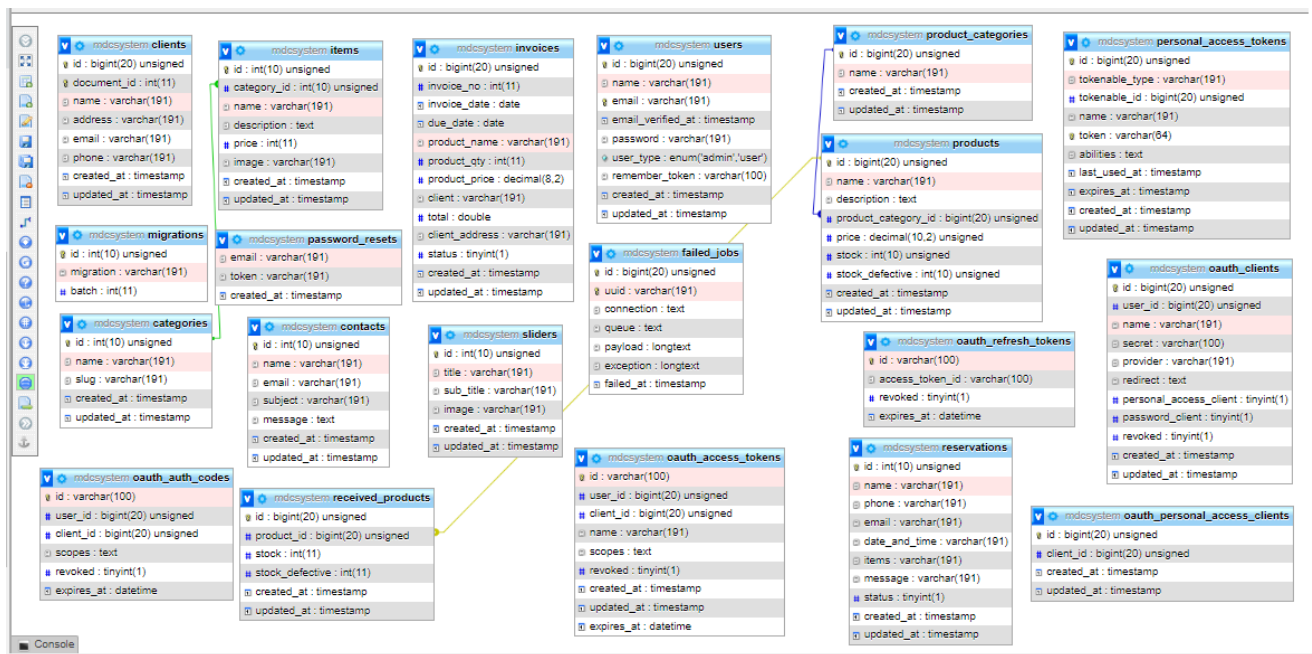 mdcsystem clients
id : bigint(20) unsigned
document_id : int(11)
name : varchar(191)
address : varchar(191)
email : varchar(191)
phone : varchar(191)
created_at : timestamp
updated_at : timestamp
mdcsystem items
id : int(10) unsigned
category_id : int(10) unsigned
name : varchar(191)
description : text
price : int(11)
image : varchar(191)
created_at : timestamp
updated_at : timestamp
mdcsystem invoices
id : bigint(20) unsigned
invoice_no : int(11)
invoice_date : date
due_date : date
product_name : varchar(191)
product_qty : int(11)
product_price : decimal(8,2)
client : varchar(191)
total : double
client_address : varchar(191)
status : tinyint(1)
created_at : timestamp
updated_at : timestamp
mdcsystem users
id : bigint(20) unsigned
name : varchar(191)
email : varchar(191)
email_verified_at : timestamp
password : varchar(191)
user_type : enum('admin','user')
remember_token : varchar(100)
created_at : timestamp
updated_at : timestamp
mdcsystem product_categories
id : bigint(20) unsigned
name : varchar(191)
created_at : timestamp
updated_at : timestamp
mdcsystem personal_access_tokens
id : bigint(20) unsigned
tokenable_type : varchar(191)
tokenable_id : bigint(20) unsigned
name : varchar(191)
token : varchar(64)
abilities : text
last_used_at : timestamp
expires_at : timestamp
created_at : timestamp
updated_at : timestamp
mdcsystem products
id : bigint(20) unsigned
name : varchar(191)
description : text
product_category_id : bigint(20) unsigned
price : decimal(10,2) unsigned
stock : int(10) unsigned
stock_defective : int(10) unsigned
created_at : timestamp
updated_at : timestamp
mdcsystem migrations
id : int(10) unsigned
migration : varchar(191)
batch : int(11)
mdcsystem password_resets
email : varchar(191)
token : varchar(191)
created_at : timestamp
mdcsystem failed_jobs
id : bigint(20) unsigned
uuid : varchar(191)
connection : text
queue : text
payload : longtext
exception : longtext
failed_at : timestamp
mdcsystem oauth_clients
id : bigint(20) unsigned
user_id : bigint(20) unsigned
name : varchar(191)
secret : varchar(100)
provider : varchar(191)
redirect : text
personal_access_client : tinyint(1)
password_client : tinyint(1)
revoked : tinyint(1)
created_at : timestamp
updated_at : timestamp
mdcsystem categories
id : int(10) unsigned
name : varchar(191)
slug : varchar(191)
created_at : timestamp
updated_at : timestamp
mdcsystem contacts
id : int(10) unsigned
name : varchar(191)
email : varchar(191)
subject : varchar(191)
message : text
created_at : timestamp
updated_at : timestamp
mdcsystem sliders
id : int(10) unsigned
title : varchar(191)
sub_title : varchar(191)
image : varchar(191)
created_at : timestamp
updated_at : timestamp
mdcsystem oauth_refresh_tokens
id : varchar(100)
access_token_id : varchar(100)
revoked : tinyint(1)
expires_at : datetime
mdcsystem oauth_auth_codes
id : varchar(100)
user_id : bigint(20) unsigned
client_id : bigint(20) unsigned
scopes : text
revoked : tinyint(1)
expires_at : datetime
mdcsystem received_products
id : bigint(20) unsigned
product_id : bigint(20) unsigned
stock : int(11)
stock_defective : int(11)
created_at : timestamp
updated_at : timestamp
mdcsystem oauth_access_tokens
id : varchar(100)
user_id : bigint(20) unsigned
client_id : bigint(20) unsigned
name : varchar(191)
scopes : text
revoked : tinyint(1)
created_at : timestamp
updated_at : timestamp
expires_at : datetime
mdcsystem reservations
id : int(10) unsigned
name : varchar(191)
phone : varchar(191)
email : varchar(191)
date_and_time : varchar(191)
items : varchar(191)
message : varchar(191)
status : tinyint(1)
created_at : timestamp
updated_at : timestamp
mdcsystem oauth_personal_access_clients
id : bigint(20) unsigned
client_id : bigint(20) unsigned
created_at : timestamp
updated_at : timestamp
Console